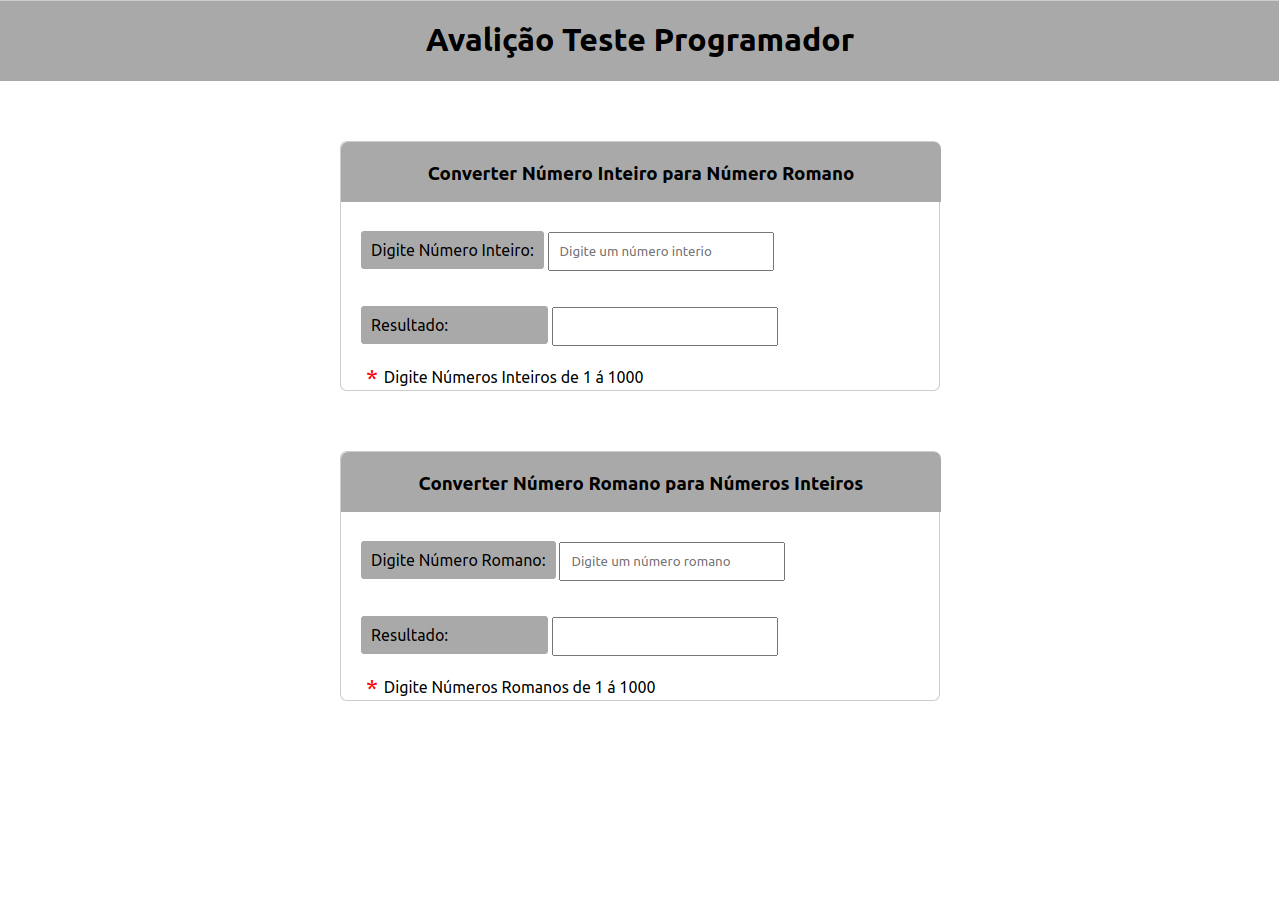 Avalição Teste Programador
Converter Número Inteiro para Número Romano
Digite Número Inteiro: Digite um número interio
Resultado:
* Digite Números Inteiros de 1 á 1000
Converter Número Romano para Números Inteiros
Digite Número Romano: Digite um número romano
Resultado:
* Digite Números Romanos de 1 á 1000